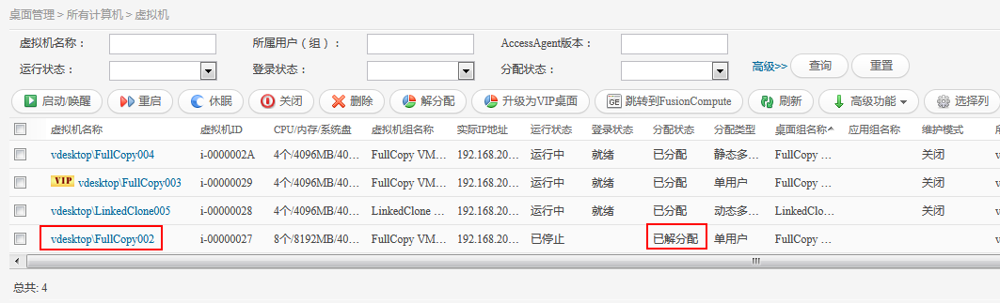 桌面管理 > 所有计算机 > 虚拟机
虚拟机名称： 所属用户（组）： AccessAgent版本：
运行状态： 登录状态： 分配状态： 高级>> 查询 重置
启动/唤醒 重启 休眠 关闭 删除 解分配 升级为VIP桌面 GE 跳转到FusionCompute 刷新 高级功能 选择列
虚拟机名称 虚拟机ID CPU/内存/系统盘 虚拟机组名称 实际IP地址 运行状态 登录状态 分配状态 分配类型 桌面组名称 应用组名称 维护模式
vdesktop\FullCopy004 i-0000002A 4个/4096MB/40... FullCopy VM... 192.168.20... 运行中 就绪 已分配 静态多... FullCopy ... 关闭 v
VIP vdesktop\FullCopy003 i-00000029 4个/4096MB/40... FullCopy VM... 192.168.20... 运行中 就绪 已分配 单用户 FullCopy ... 关闭 v
vdesktop\LinkedClone005 i-00000028 4个/4096MB/40... LinkedClone ... 192.168.20... 运行中 就绪 已分配 动态多... LinkedClo... 关闭 v
vdesktop\FullCopy002 i-00000027 8个/8192MB/40... FullCopy VM... 192.168.20... 已停止 已解分配 单用户 FullCopy ... v
总共: 4